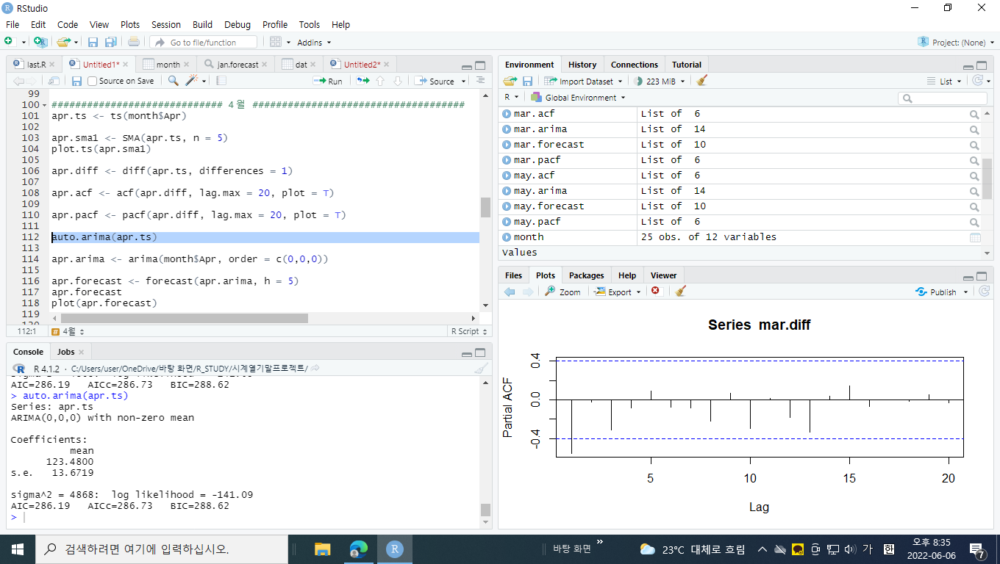 RStudio
File Edit Code View Plots Session Build Debug Profile Tools Help
Go to file/function Addins Project: (None)
last.R Untitled1* month jan.forecast dat Untitled2*
Source on Save Run Source
99
100 ############################# 4월 ####################################
101 apr.ts <- ts(month$Apr)
102
103 apr.sma1 <- SMA(apr.ts, n = 5)
104 plot.ts(apr.sma1)
105
106 apr.diff <- diff(apr.ts, differences = 1)
107
108 apr.acf <- acf(apr.diff, lag.max = 20, plot = T)
109
110 apr.pacf <- pacf(apr.diff, lag.max = 20, plot = T)
111
112 auto.arima(apr.ts)
113
114 apr.arima <- arima(month$Apr, order = c(0,0,0))
115
116 apr.forecast <- forecast(apr.arima, h = 5)
117 apr.forecast
118 plot(apr.forecast)
119
112:1 # 4월 R Script
Console Jobs
R 4.1.2 · C:/Users/user/OneDrive/바탕 화면/R_STUDY/시계열기말프로젝트/
AIC=286.19 AICc=286.73 BIC=288.62
> auto.arima(apr.ts)
Series: apr.ts
ARIMA(0,0,0) with non-zero mean
Coefficients:
mean
123.4800
s.e. 13.6719
sigma^2 = 4868: log likelihood = -141.09
AIC=286.19 AICc=286.73 BIC=288.62
>
Environment History Connections Tutorial
Import Dataset 223 MiB List
R Global Environment
mar.acf List of 6
mar.arima List of 14
mar.forecast List of 10
mar.pacf List of 6
may.acf List of 6
may.arima List of 14
may.forecast List of 10
may.pacf List of 6
month 25 obs. of 12 variables
Values
Files Plots Packages Help Viewer
Zoom Export Publish
Series mar.diff
Partial ACF
0.4
0.0
-0.4
5 10 15 20
Lag
검색하려면 여기에 입력하십시오.
바탕 화면 » 23°C 대체로 흐림 가 한
오후 8:35
2022-06-06
7